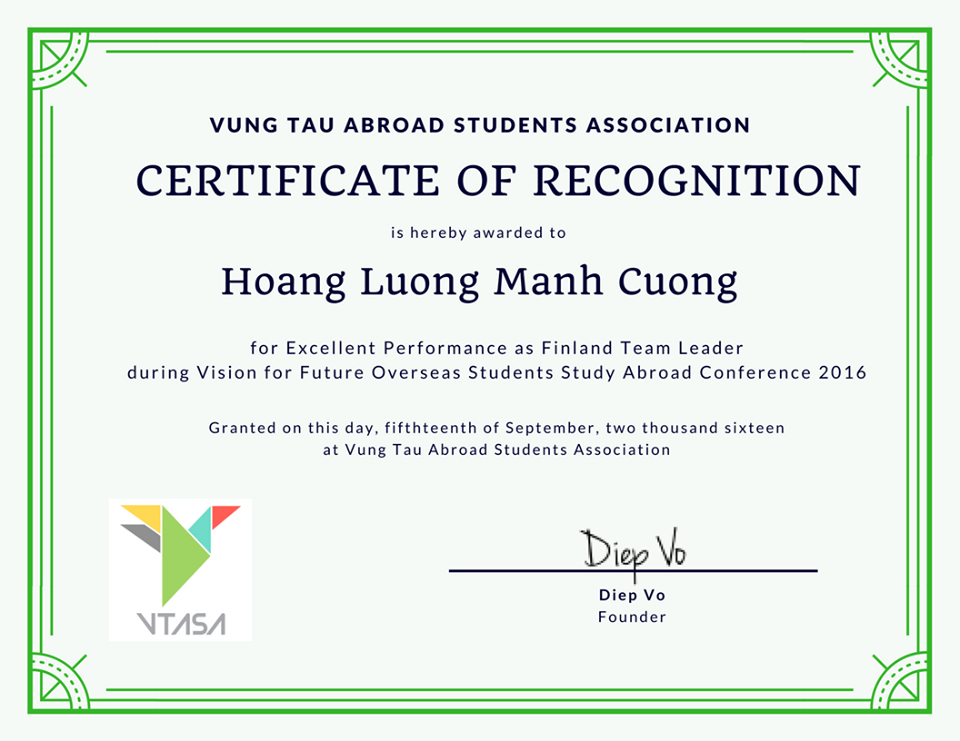 VUNG TAU ABROAD STUDENTS ASSOCIATION
CERTIFICATE OF RECOGNITION
is hereby awarded to
Hoang Luong Manh Cuong
for Excellent Performance as Finland Team Leader
during Vision for Future Overseas Students Study Abroad Conference 2016
Granted on this day, fifthteenth of September, two thousand sixteen
at Vung Tau Abroad Students Association
VTASA
Diep Vo
Diep Vo
Founder